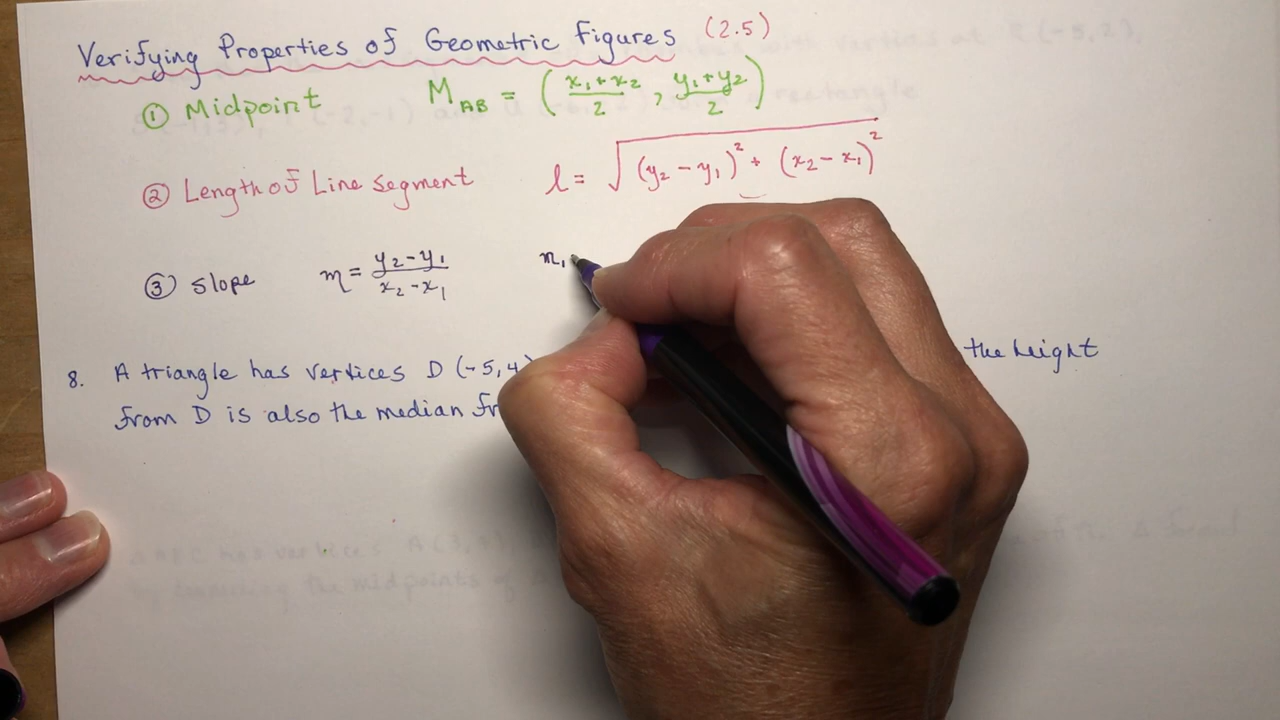 Verifying Properties of Geometric Figures (2.5)
① Midpoint M_AB = ( (x₁+x₂)/2 , (y₁+y₂)/2 )
② Length of Line Segment l = √((y₂-y₁)² + (x₂-x₁)²)
③ slope m = (y₂-y₁)/(x₂-x₁) m₁
8. A triangle has vertices D (-5,4) the height
from D is also the median fr